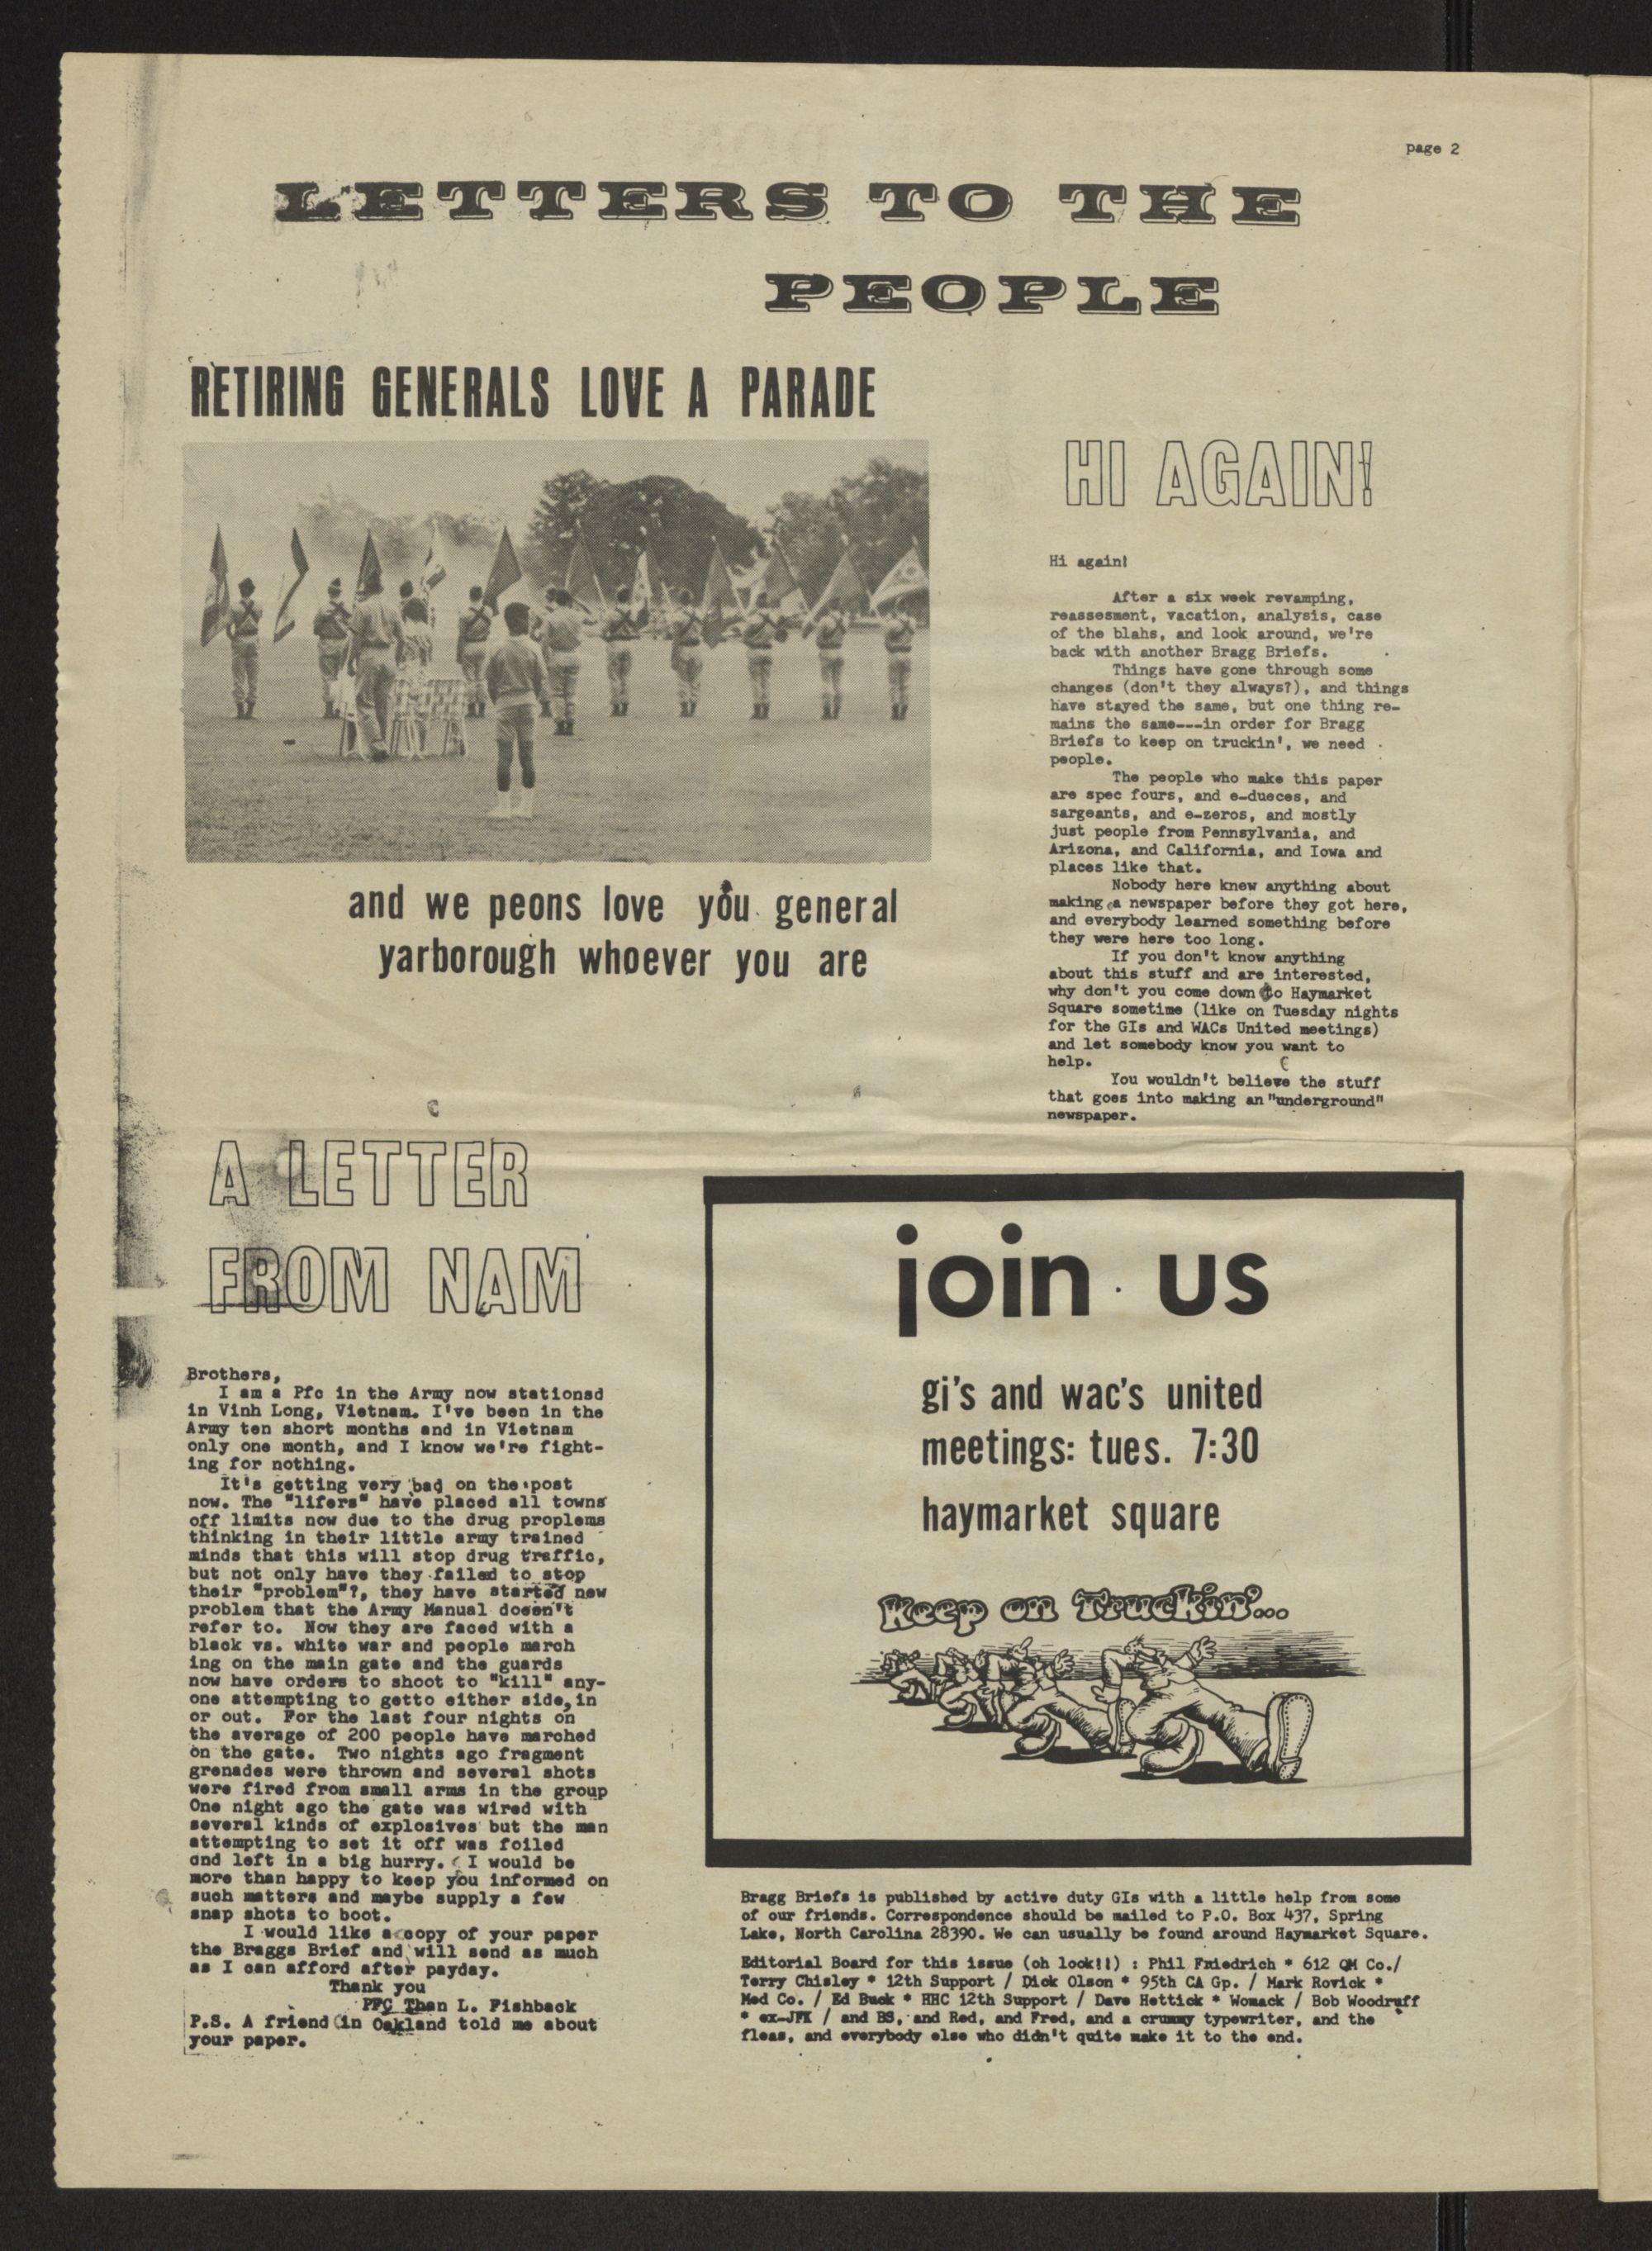 page 2
LETTERS TO THE
PEOPLE
RETIRING GENERALS LOVE A PARADE
and we peons love you general
yarborough whoever you are
HI AGAIN!
Hi again!
After a six week revamping,
reassesment, vacation, analysis, case
of the blahs, and look around, we're
back with another Bragg Briefs.
Things have gone through some
changes (don't they always?), and things
have stayed the same, but one thing re-
mains the same---in order for Bragg
Briefs to keep on truckin', we need
people.
The people who make this paper
are spec fours, and e-dueces, and
sargeants, and e-zeros, and mostly
just people from Pennsylvania, and
Arizona, and California, and Iowa and
places like that.
Nobody here knew anything about
making a newspaper before they got here,
and everybody learned something before
they were here too long.
If you don't know anything
about this stuff and are interested,
why don't you come down to Haymarket
Square sometime (like on Tuesday nights
for the GIs and WACs United meetings)
and let somebody know you want to
help.
You wouldn't believe the stuff
that goes into making an "underground"
newspaper.
A LETTER
FROM NAM
Brothers,
I am a Pfc in the Army now stationsd
in Vinh Long, Vietnam. I've been in the
Army ten short months and in Vietnam
only one month, and I know we're fight-
ing for nothing.
It's getting very bad on the post
now. The "lifers" have placed all towns
off limits now due to the drug proplems
thinking in their little army trained
minds that this will stop drug traffic,
but not only have they failed to stop
their "problem"?, they have started new
problem that the Army Manual doesn't
refer to. Now they are faced with a
black vs. white war and people march
ing on the main gate and the guards
now have orders to shoot to "kill" any-
one attempting to getto either side, in
or out. For the last four nights on
the average of 200 people have marched
on the gate. Two nights ago fragment
grenades were thrown and several shots
were fired from small arms in the group
One night ago the gate was wired with
several kinds of explosives but the man
attempting to set it off was foiled
and left in a big hurry. I would be
more than happy to keep you informed on
such matters and maybe supply a few
snap shots to boot.
I would like a copy of your paper
the Braggs Brief and will send as much
as I can afford after payday.
Thank you
PFC Than L. Fishback
P.S. A friend in Oakland told me about
your paper.
join us
gi's and wac's united
meetings: tues. 7:30
haymarket square
Keep on Truckin'...
Bragg Briefs is published by active duty GIs with a little help from some
of our friends. Correspondence should be mailed to P.O. Box 437, Spring
Lake, North Carolina 28390. We can usually be found around Haymarket Square.
Editorial Board for this issue (oh look!!) : Phil Friedrich * 612 QM Co./
Terry Chisley * 12th Support / Dick Olson * 95th CA Gp. / Mark Rovick *
Med Co. / Ed Buck * HHC 12th Support / Dave Hettick * Womack / Bob Woodruff
* ex-JFK / and BS, and Red, and Fred, and a crummy typewriter, and the
fleas, and everybody else who didn't quite make it to the end.